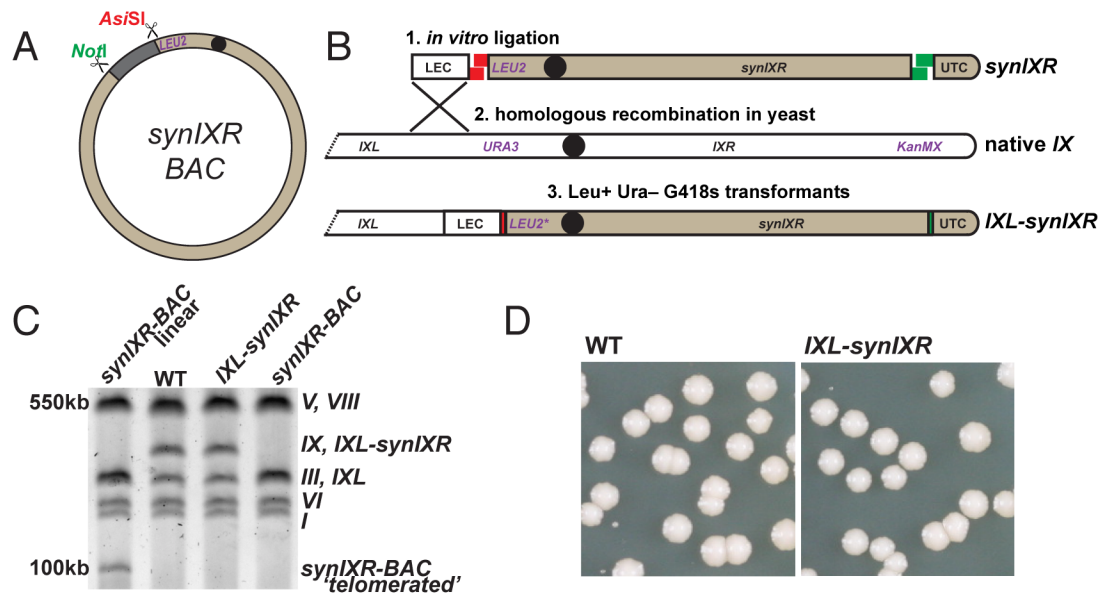 A
AsiSI
NotI
LEU2
synIXR
BAC
B
1. in vitro ligation
LEC
LEU2
synIXR
UTC
synIXR
2. homologous recombination in yeast
IXL
URA3
IXR
KanMX
native IX
3. Leu+ Ura– G418s transformants
IXL
LEC
LEU2*
synIXR
UTC
IXL-synIXR
C
synIXR-BAC
linear
WT
IXL-synIXR
synIXR-BAC
550kb
V, VIII
IX, IXL-synIXR
III, IXL
VI
I
100kb
synIXR-BAC
'telomerated'
D
WT
IXL-synIXR